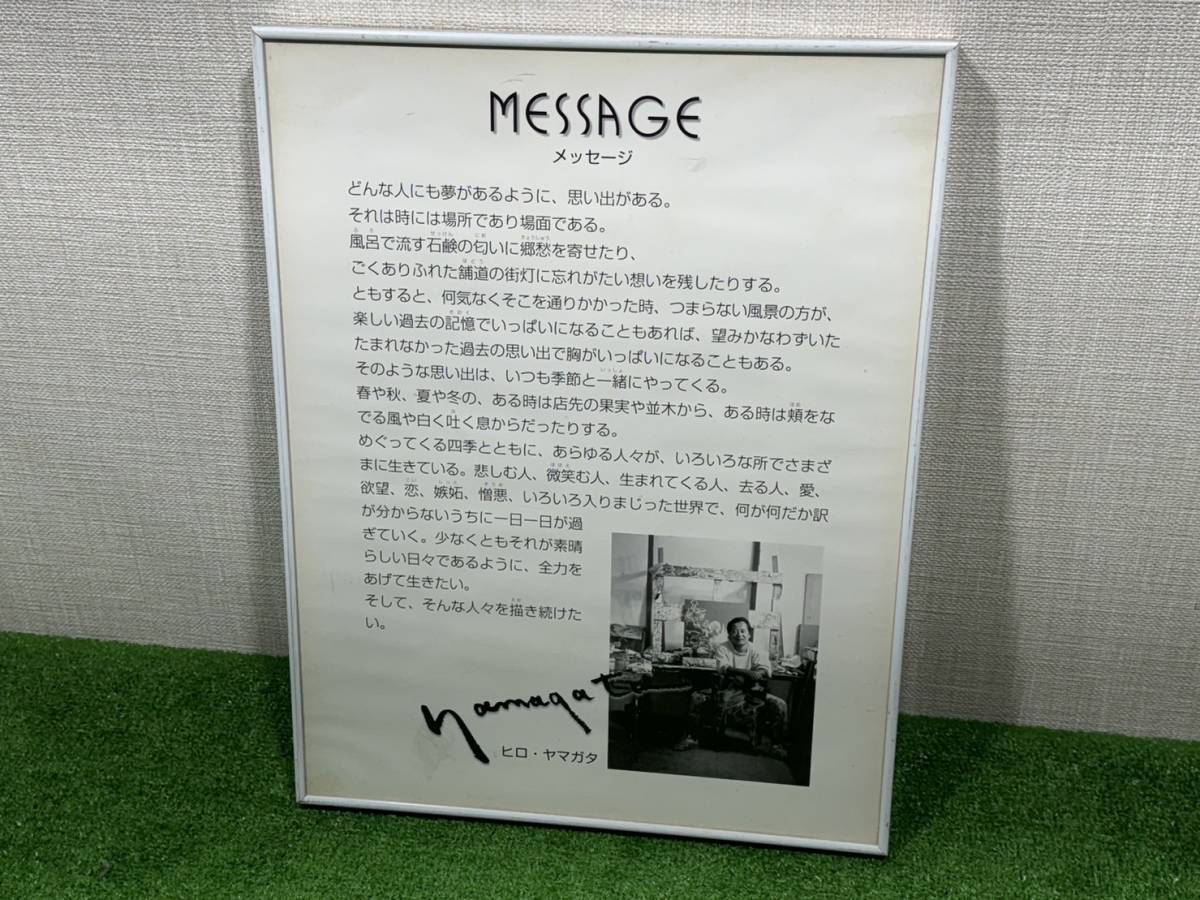 MESSAGE
メッセージ
どんな人にも夢があるように、思い出がある。
それは時には場所であり場面である。
風呂で流す石鹸の匂いに郷愁を寄せたり、
ごくありふれた舗道の街灯に忘れがたい想いを残したりする。
ともすると、何気なくそこを通りかかった時、つまらない風景の方が、
楽しい過去の記憶でいっぱいになることもあれば、望みかなわずいた
たまれなかった過去の思い出で胸がいっぱいになることもある。
そのような思い出は、いつも季節と一緒にやってくる。
春や秋、夏や冬の、ある時は店先の果実や並木から、ある時は頬をな
でる風や白く吐く息からだったりする。
めぐってくる四季とともに、あらゆる人々が、いろいろな所でさまざ
まに生きている。悲しむ人、微笑む人、生まれてくる人、去る人、愛、
欲望、恋、嫉妬、憎悪、いろいろ入りまじった世界で、何が何だか訳
が分からないうちに一日一日が過
ぎていく。少なくともそれが素晴
らしい日々であるように、全力を
あげて生きたい。
そして、そんな人々を描き続けた
い。
Yamagata
ヒロ・ヤマガタ